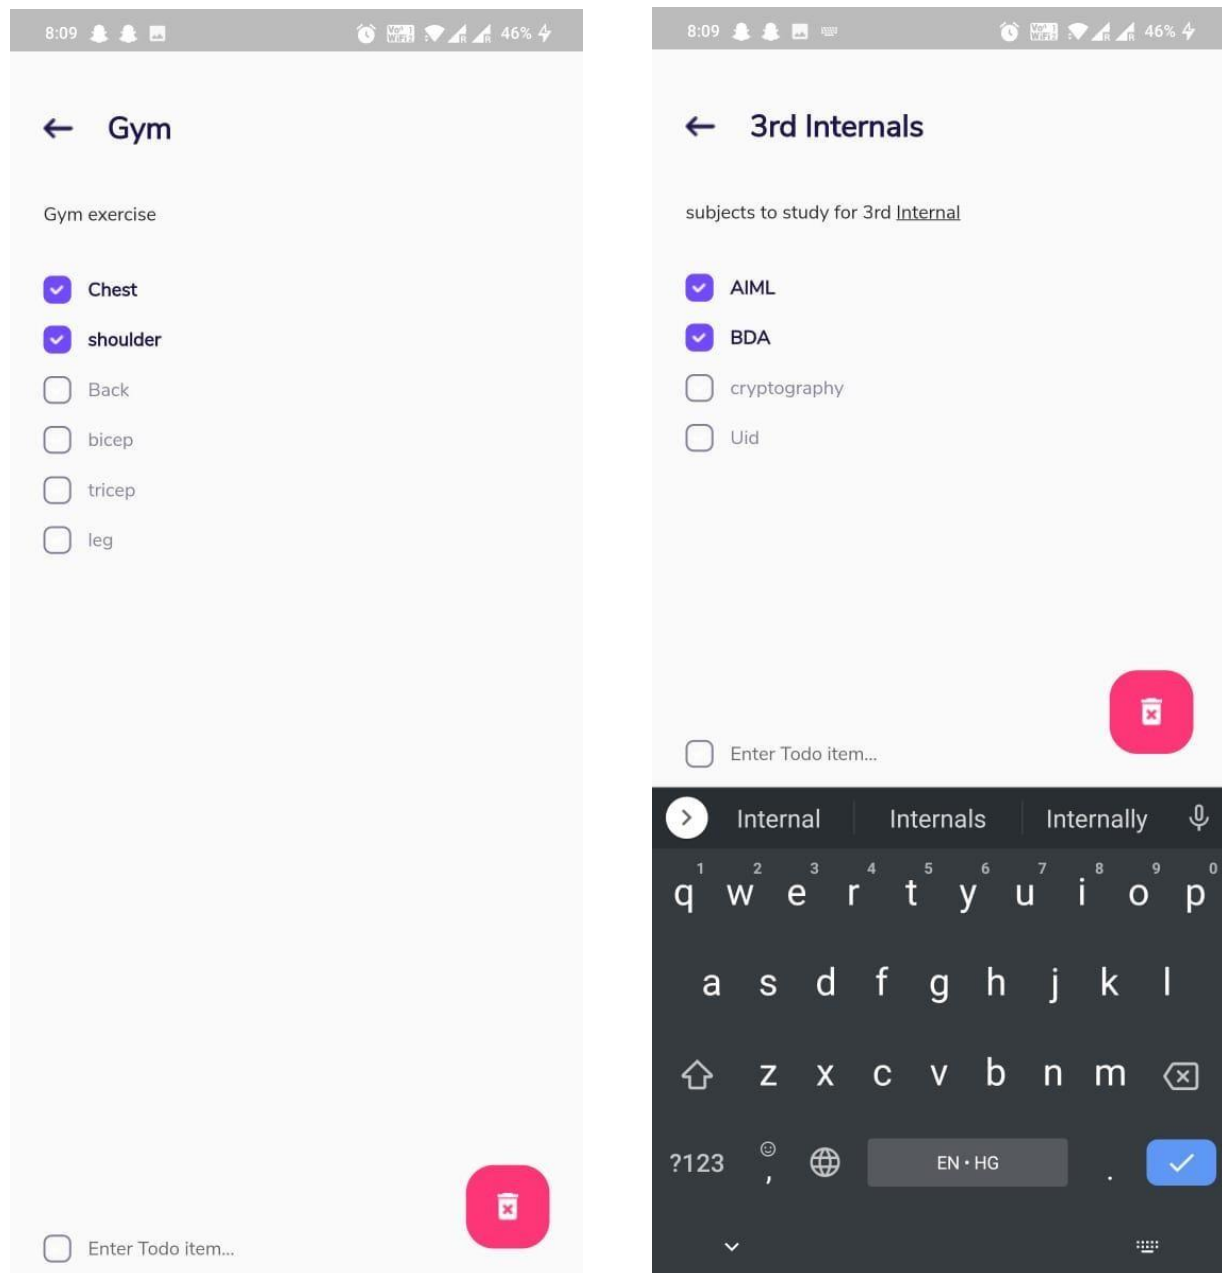 8:09
46%
Gym
Gym exercise
Chest
shoulder
Back
bicep
tricep
leg
Enter Todo item...
8:09
46%
3rd Internals
subjects to study for 3rd Internal
AIML
BDA
cryptography
Uid
Enter Todo item...
Internal Internals Internally
1 2 3 4 5 6 7 8 9 0
q w e r t y u i o p
a s d f g h j k l
z x c v b n m
?123 , EN • HG .